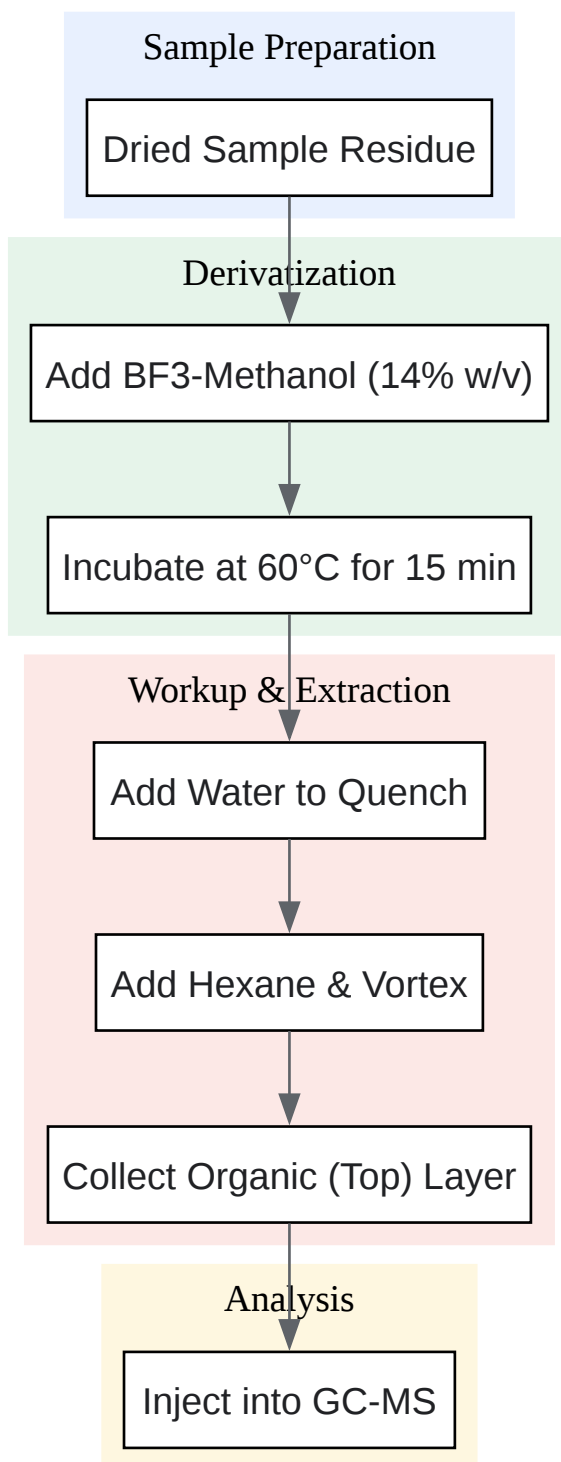 Sample Preparation
Dried Sample Residue
Derivatization
Add BF3-Methanol (14% w/v)
Incubate at 60°C for 15 min
Workup & Extraction
Add Water to Quench
Add Hexane & Vortex
Collect Organic (Top) Layer
Analysis
Inject into GC-MS